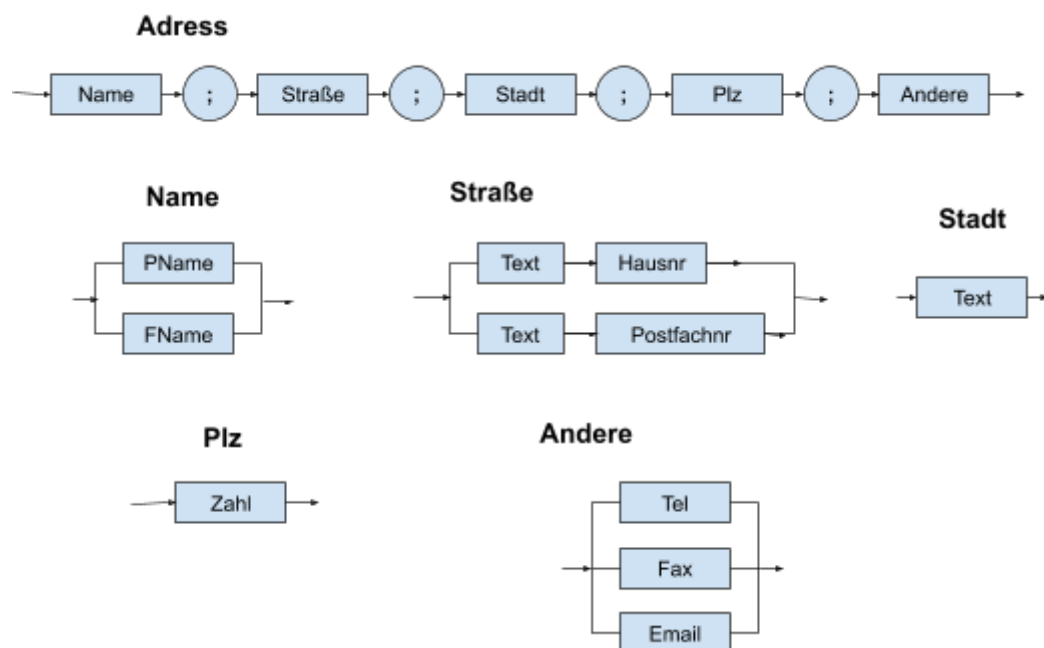 Adress
Name ; Straße ; Stadt ; Plz ; Andere
Name
PName
FName
Straße
Text Hausnr
Text Postfachnr
Stadt
Text
Plz
Zahl
Andere
Tel
Fax
Email